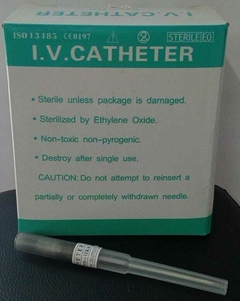 ISO 13485 CE0197 STERILE EO
I.V.CATHETER
• Sterile unless package is damaged.
• Sterilized by Ethylene Oxide.
• Non-toxic non-pyrogenic.
• Destroy after single use.
CAUTION: Do not attempt to reinsert a
partially or completely withdrawn needle.